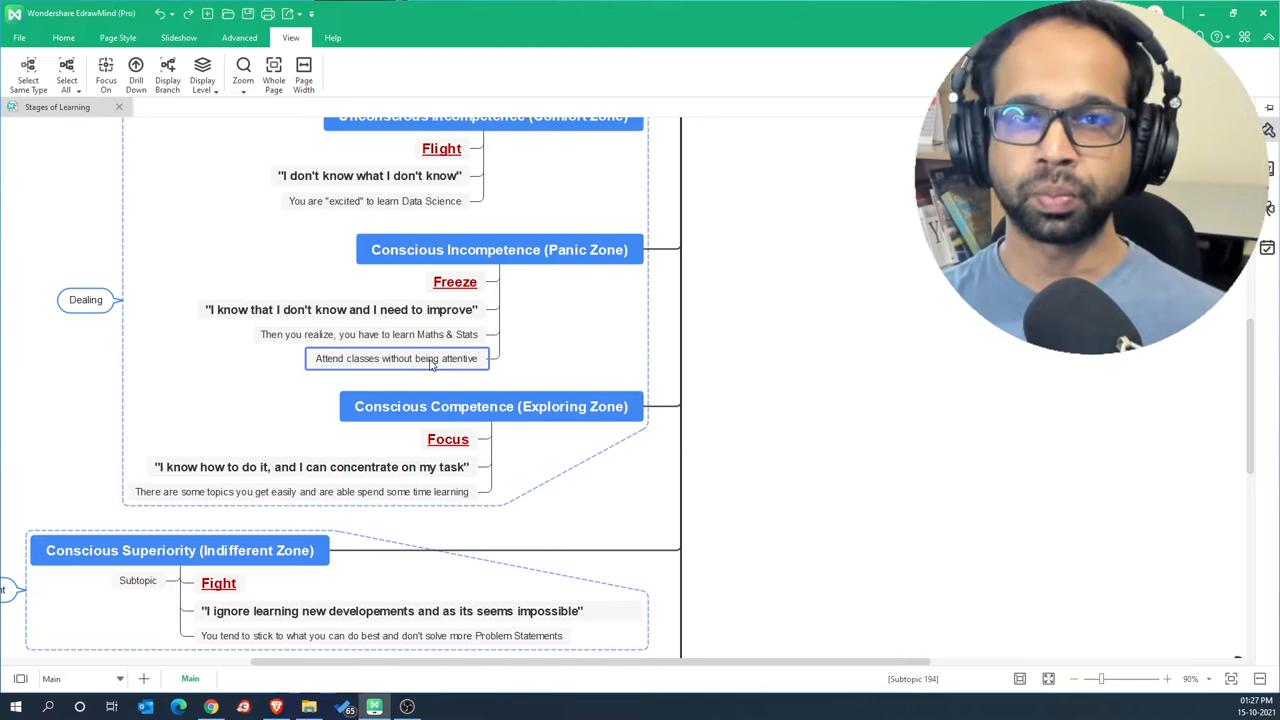 Wondershare EdrawMind (Pro)
File Home Page Style Slideshow Advanced View Help
Select Same Type
Select All
Focus On
Drill Down
Display Branch
Display Level
Zoom
Whole Page
Page Width
Stages of Learning
Unconscious Incompetence (Comfort Zone)
Flight
"I don't know what I don't know"
You are "excited" to learn Data Science
Conscious Incompetence (Panic Zone)
Freeze
"I know that I don't know and I need to improve"
Then you realize, you have to learn Maths & Stats
Attend classes without being attentive
Dealing
Conscious Competence (Exploring Zone)
Focus
"I know how to do it, and I can concentrate on my task"
There are some topics you get easily and are able spend some time learning
Conscious Superiority (Indifferent Zone)
Subtopic
Fight
"I ignore learning new developements and as its seems impossible"
You tend to stick to what you can do best and don't solve more Problem Statements
Main
Main
[Subtopic 194]
90%
65
01:27 PM
15-10-2021